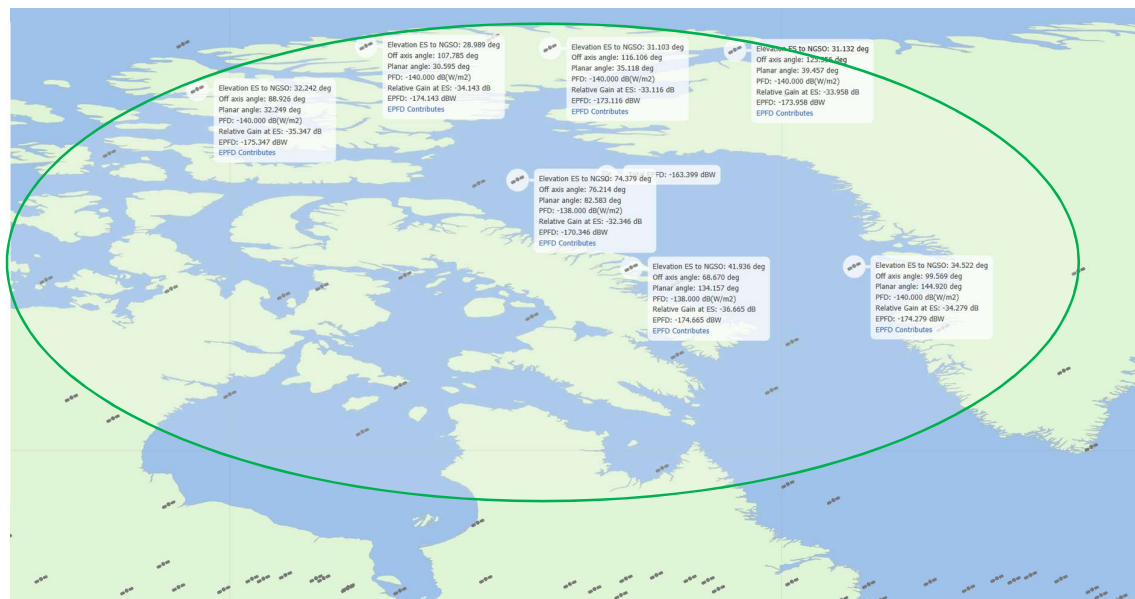 Elevation ES to NGSO: 28.989 deg
Off axis angle: 107.785 deg
Planar angle: 30.595 deg
PFD: -140.000 dB(W/m2)
Relative Gain at ES: -34.143 dB
EPFD: -174.143 dBW
EPFD Contributes
Elevation ES to NGSO: 31.103 deg
Off axis angle: 116.106 deg
Planar angle: 35.118 deg
PFD: -140.000 dB(W/m2)
Relative Gain at ES: -33.116 dB
EPFD: -173.116 dBW
EPFD Contributes
Elevation ES to NGSO: 31.132 deg
Off axis angle: deg
Planar angle: 39.457 deg
PFD: -140.000 dB(W/m2)
Relative Gain at ES: -33.958 dB
EPFD: -173.958 dBW
EPFD Contributes
Elevation ES to NGSO: 32.242 deg
Off axis angle: 88.926 deg
Planar angle: 32.249 deg
PFD: -140.000 dB(W/m2)
Relative Gain at ES: -35.347 dB
EPFD: -175.347 dBW
EPFD Contributes
Elevation ES to NGSO: 74.379 deg
Off axis angle: 76.214 deg
Planar angle: 82.583 deg
PFD: -138.000 dB(W/m2)
Relative Gain at ES: -32.346 dB
EPFD: -170.346 dBW
EPFD Contributes
-163.399 dBW
Elevation ES to NGSO: 41.936 deg
Off axis angle: 68.670 deg
Planar angle: 134.157 deg
PFD: -138.000 dB(W/m2)
Relative Gain at ES: -36.665 dB
EPFD: -174.665 dBW
EPFD Contributes
Elevation ES to NGSO: 34.522 deg
Off axis angle: 99.569 deg
Planar angle: 144.920 deg
PFD: -140.000 dB(W/m2)
Relative Gain at ES: -34.279 dB
EPFD: -174.279 dBW
EPFD Contributes